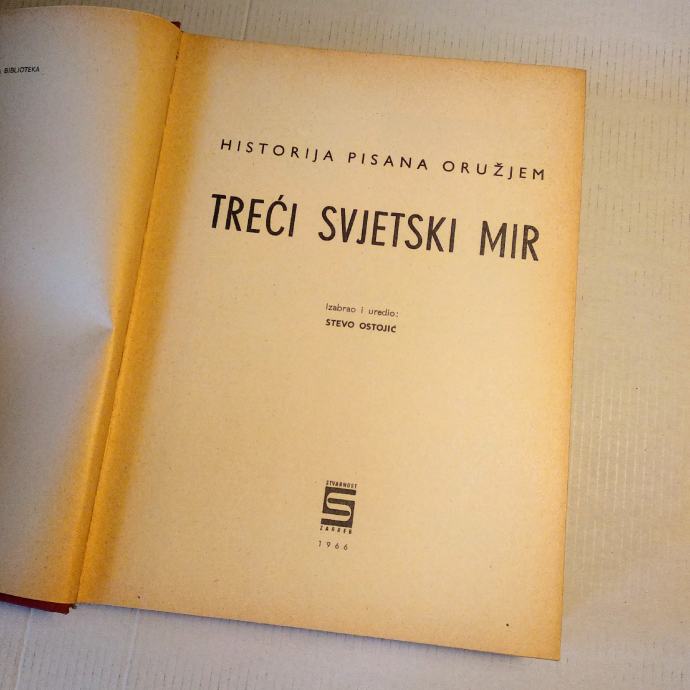 BIBLIOTEKA
HISTORIJA PISANA ORUŽJEM
TREĆI SVJETSKI MIR
Izabrao i uredio:
STEVO OSTOJIĆ
STVARNOST
S
ZAGREB
1966